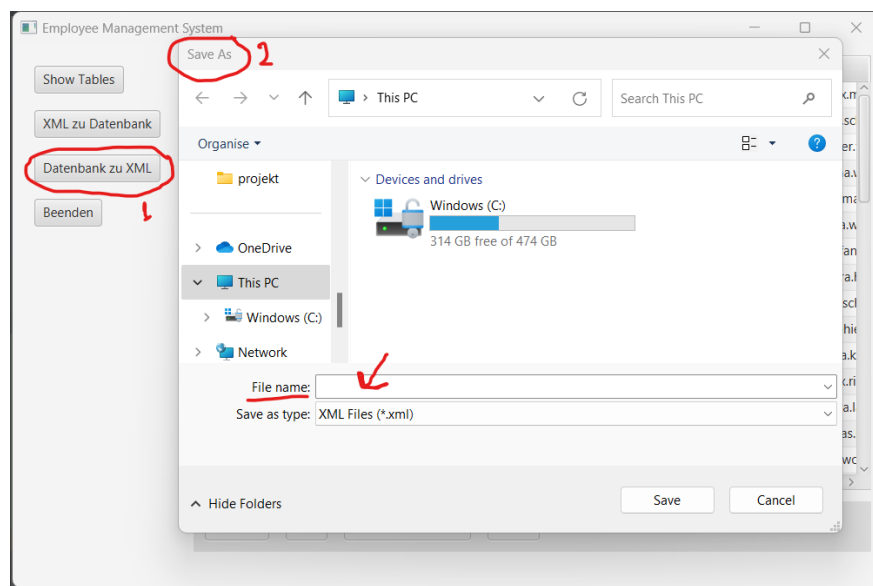 Employee Management System
Save As 2
Show Tables
XML zu Datenbank
Datenbank zu XML
1
Beenden
This PC
Search This PC
Organise
projekt
OneDrive
This PC
Windows (C:)
Network
Devices and drives
Windows (C:)
314 GB free of 474 GB
File name:
Save as type: XML Files (*.xml)
Hide Folders
Save Cancel